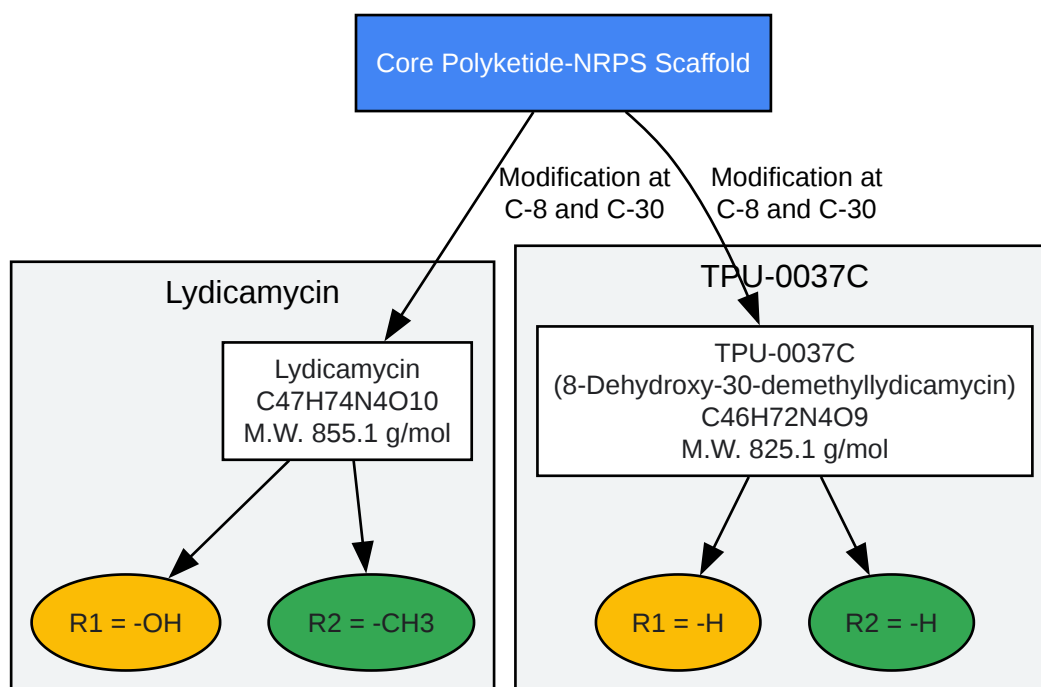 Core Polyketide-NRPS Scaffold
Modification at
C-8 and C-30
Modification at
C-8 and C-30
Lydicamycin
Lydicamycin
C47H74N4O10
M.W. 855.1 g/mol
R1 = -OH
R2 = -CH3
TPU-0037C
TPU-0037C
(8-Dehydroxy-30-demethyllydicamycin)
C46H72N4O9
M.W. 825.1 g/mol
R1 = -H
R2 = -H